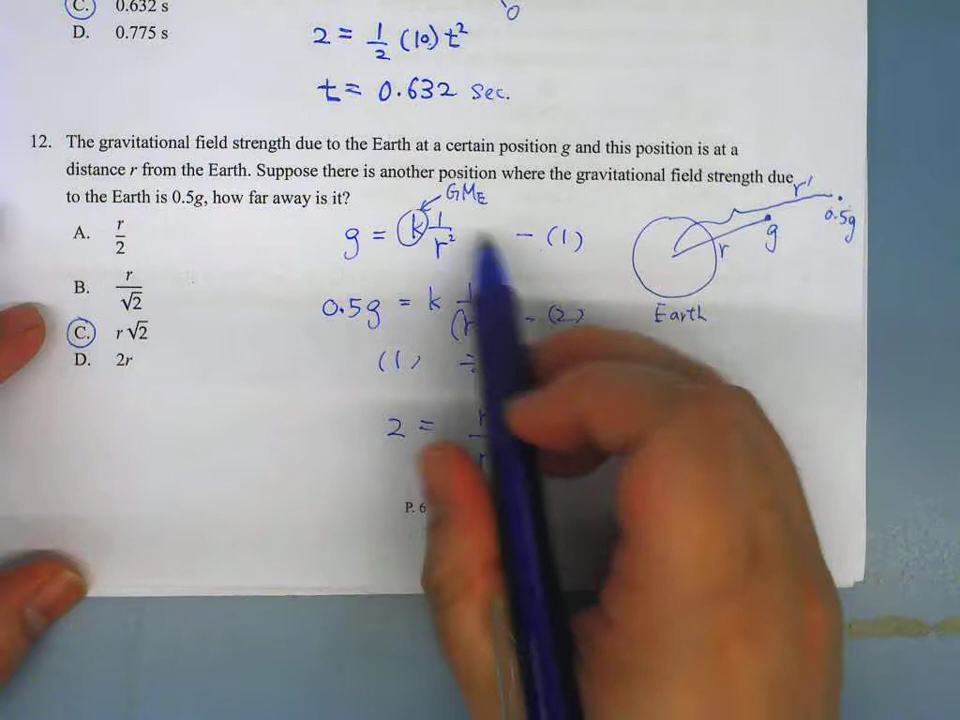 C. 0.632 s
D. 0.775 s
2 = 1/2 (10) t²
t = 0.632 sec.
12. The gravitational field strength due to the Earth at a certain position g and this position is at a
distance r from the Earth. Suppose there is another position where the gravitational field strength due
to the Earth is 0.5g, how far away is it?
A. r/2
B. r/√2
C. r√2
D. 2r
GM_E
g = k 1/r² - (1)
0.5g = k - (2)
(1) ÷
2 =
r'
0.5g
g
r
Earth
P. 6